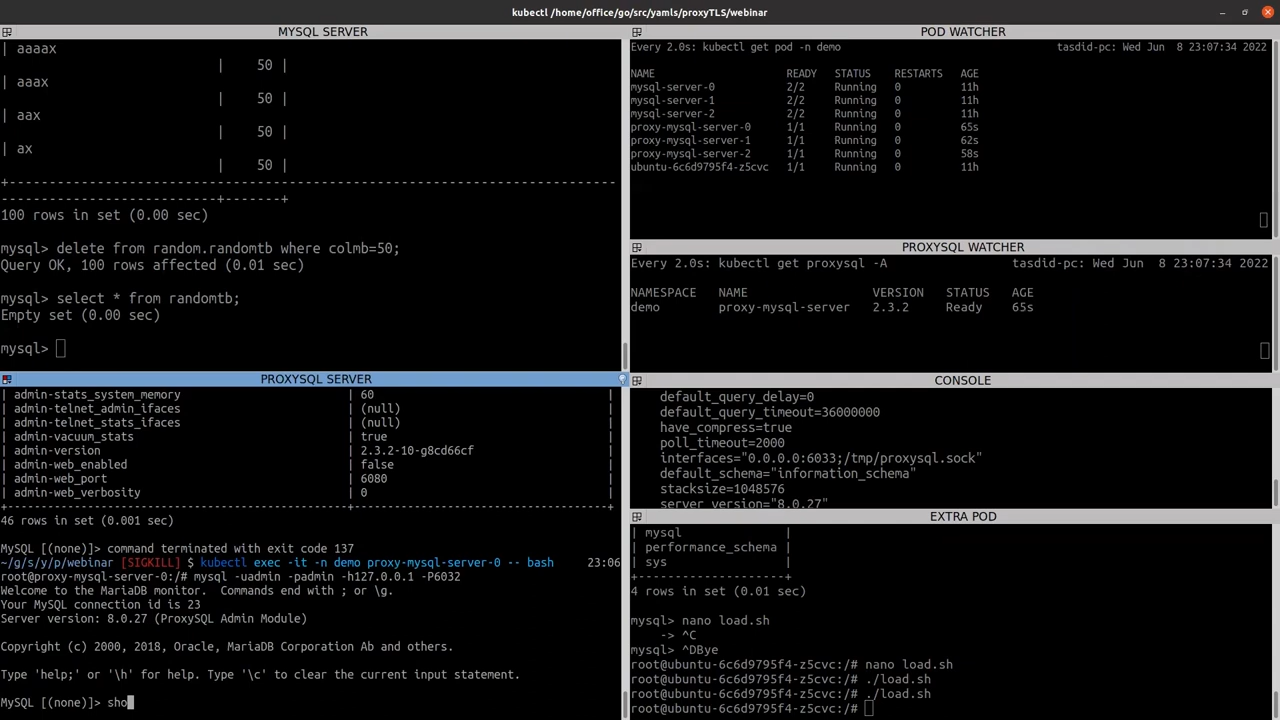 kubectl /home/office/go/src/yamls/proxyTLS/webinar
MYSQL SERVER
| aaaax
| 50 |
| aaax
| 50 |
| aax
| 50 |
| ax
| 50 |
+-----------------------------------------------------------------------
-------------------------+-------+
100 rows in set (0.00 sec)
mysql> delete from random.randomtb where colmb=50;
Query OK, 100 rows affected (0.01 sec)
mysql> select * from randomtb;
Empty set (0.00 sec)
mysql>
POD WATCHER
Every 2.0s: kubectl get pod -n demo tasdid-pc: Wed Jun  8 23:07:34 2022
NAME READY STATUS RESTARTS AGE
mysql-server-0 2/2 Running 0 11h
mysql-server-1 2/2 Running 0 11h
mysql-server-2 2/2 Running 0 11h
proxy-mysql-server-0 1/1 Running 0 65s
proxy-mysql-server-1 1/1 Running 0 62s
proxy-mysql-server-2 1/1 Running 0 58s
ubuntu-6c6d9795f4-z5cvc 1/1 Running 0 11h
PROXYSQL WATCHER
Every 2.0s: kubectl get proxysql -A tasdid-pc: Wed Jun  8 23:07:34 2022
NAMESPACE NAME VERSION STATUS AGE
demo proxy-mysql-server 2.3.2 Ready 65s
PROXYSQL SERVER
| admin-stats_system_memory | 60 |
| admin-telnet_admin_ifaces | (null) |
| admin-telnet_stats_ifaces | (null) |
| admin-vacuum_stats | true |
| admin-version | 2.3.2-10-g8cd66cf |
| admin-web_enabled | false |
| admin-web_port | 6080 |
| admin-web_verbosity | 0 |
+-------------------------------------------------+-------------------------------------+
46 rows in set (0.001 sec)
MySQL [(none)]> command terminated with exit code 137
~/g/s/y/p/webinar [SIGKILL] $ kubectl exec -it -n demo proxy-mysql-server-0 -- bash 23:06
root@proxy-mysql-server-0:/# mysql -uadmin -padmin -h127.0.0.1 -P6032
Welcome to the MariaDB monitor.  Commands end with ; or \g.
Your MySQL connection id is 23
Server version: 8.0.27 (ProxySQL Admin Module)
Copyright (c) 2000, 2018, Oracle, MariaDB Corporation Ab and others.
Type 'help;' or '\h' for help. Type '\c' to clear the current input statement.
MySQL [(none)]> sho
CONSOLE
default_query_delay=0
default_query_timeout=36000000
have_compress=true
poll_timeout=2000
interfaces="0.0.0.0:6033;/tmp/proxysql.sock"
default_schema="information_schema"
stacksize=1048576
server_version="8.0.27"
EXTRA POD
| mysql |
| performance_schema |
| sys |
+--------------------+
4 rows in set (0.01 sec)
mysql> nano load.sh
-> ^C
mysql> ^DBye
root@ubuntu-6c6d9795f4-z5cvc:/# nano load.sh
root@ubuntu-6c6d9795f4-z5cvc:/# ./load.sh
root@ubuntu-6c6d9795f4-z5cvc:/# ./load.sh
root@ubuntu-6c6d9795f4-z5cvc:/#